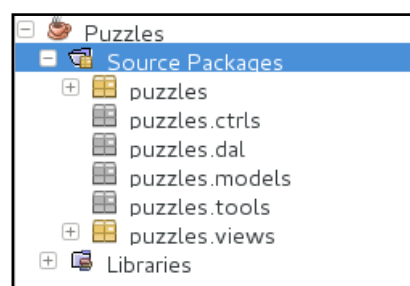 Puzzles
Source Packages
puzzles
puzzles.ctrls
puzzles.dal
puzzles.models
puzzles.tools
puzzles.views
Libraries